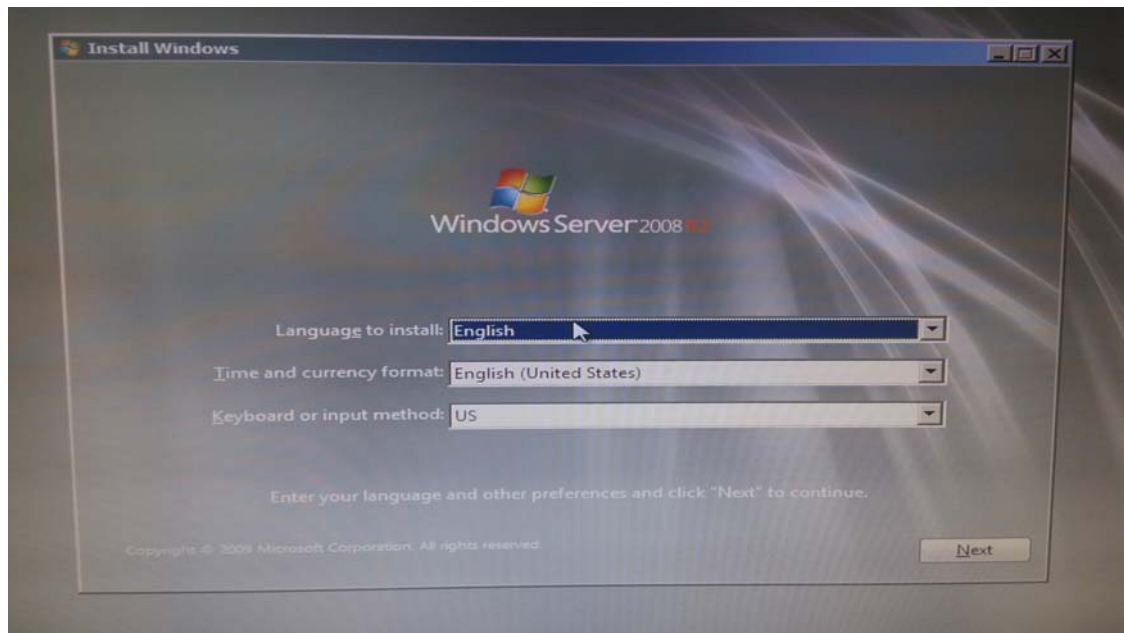 Install Windows
Windows Server 2008 R2
Language to install: English
Time and currency format: English (United States)
Keyboard or input method: US
Enter your language and other preferences and click "Next" to continue.
Copyright © 2009 Microsoft Corporation. All rights reserved.
Next